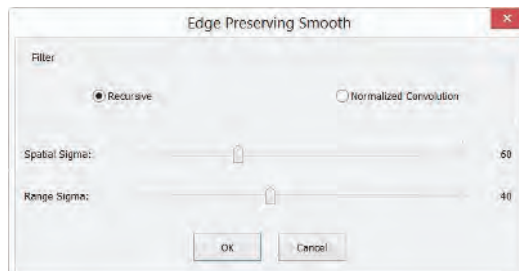 Edge Preserving Smooth
Filter
Recursive
Normalized Convolution
Spatial Sigma:
60
Range Sigma:
40
OK
Cancel